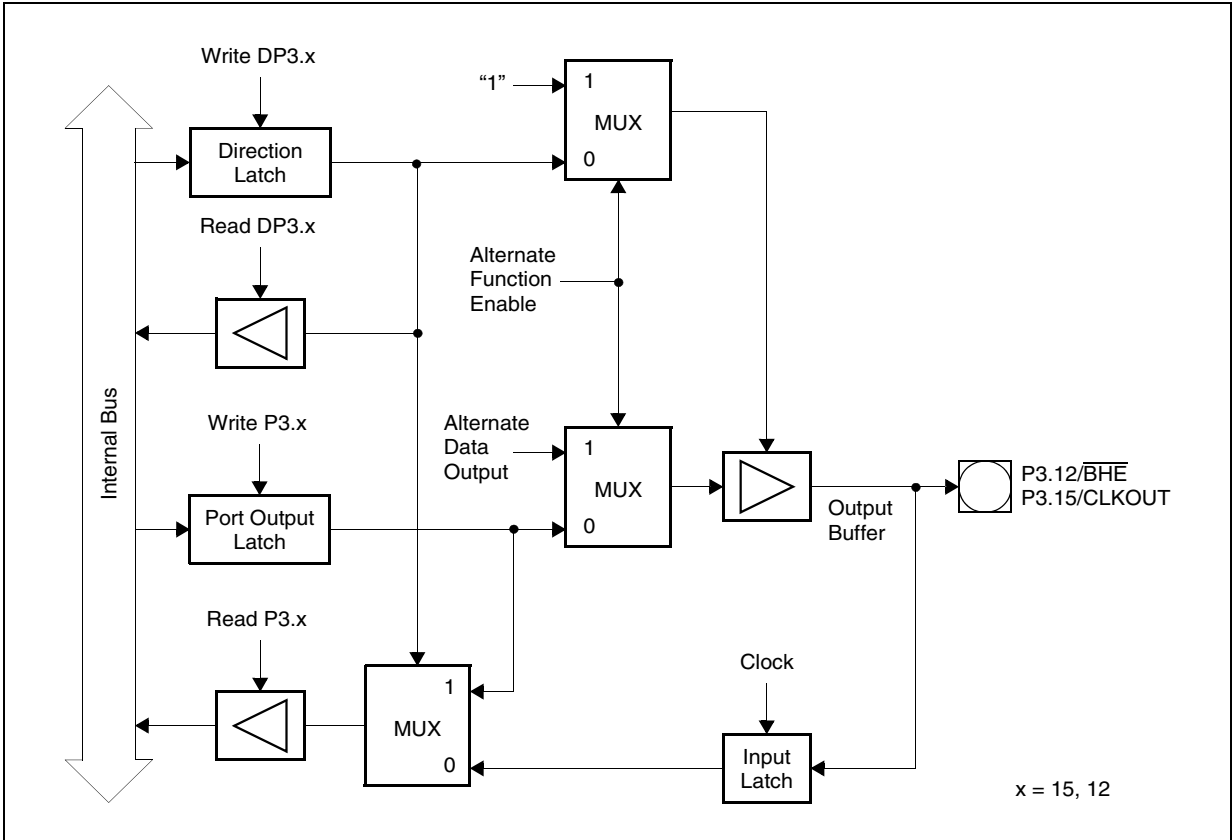 Write DP3.x
“1”
1
MUX
0
Direction
Latch
Read DP3.x
Alternate
Function
Enable
Internal Bus
Write P3.x
Alternate
Data
Output
1
MUX
0
Port Output
Latch
Output
Buffer
P3.12/B̅H̅E̅
P3.15/CLKOUT
Read P3.x
1
MUX
0
Clock
Input
Latch
x = 15, 12